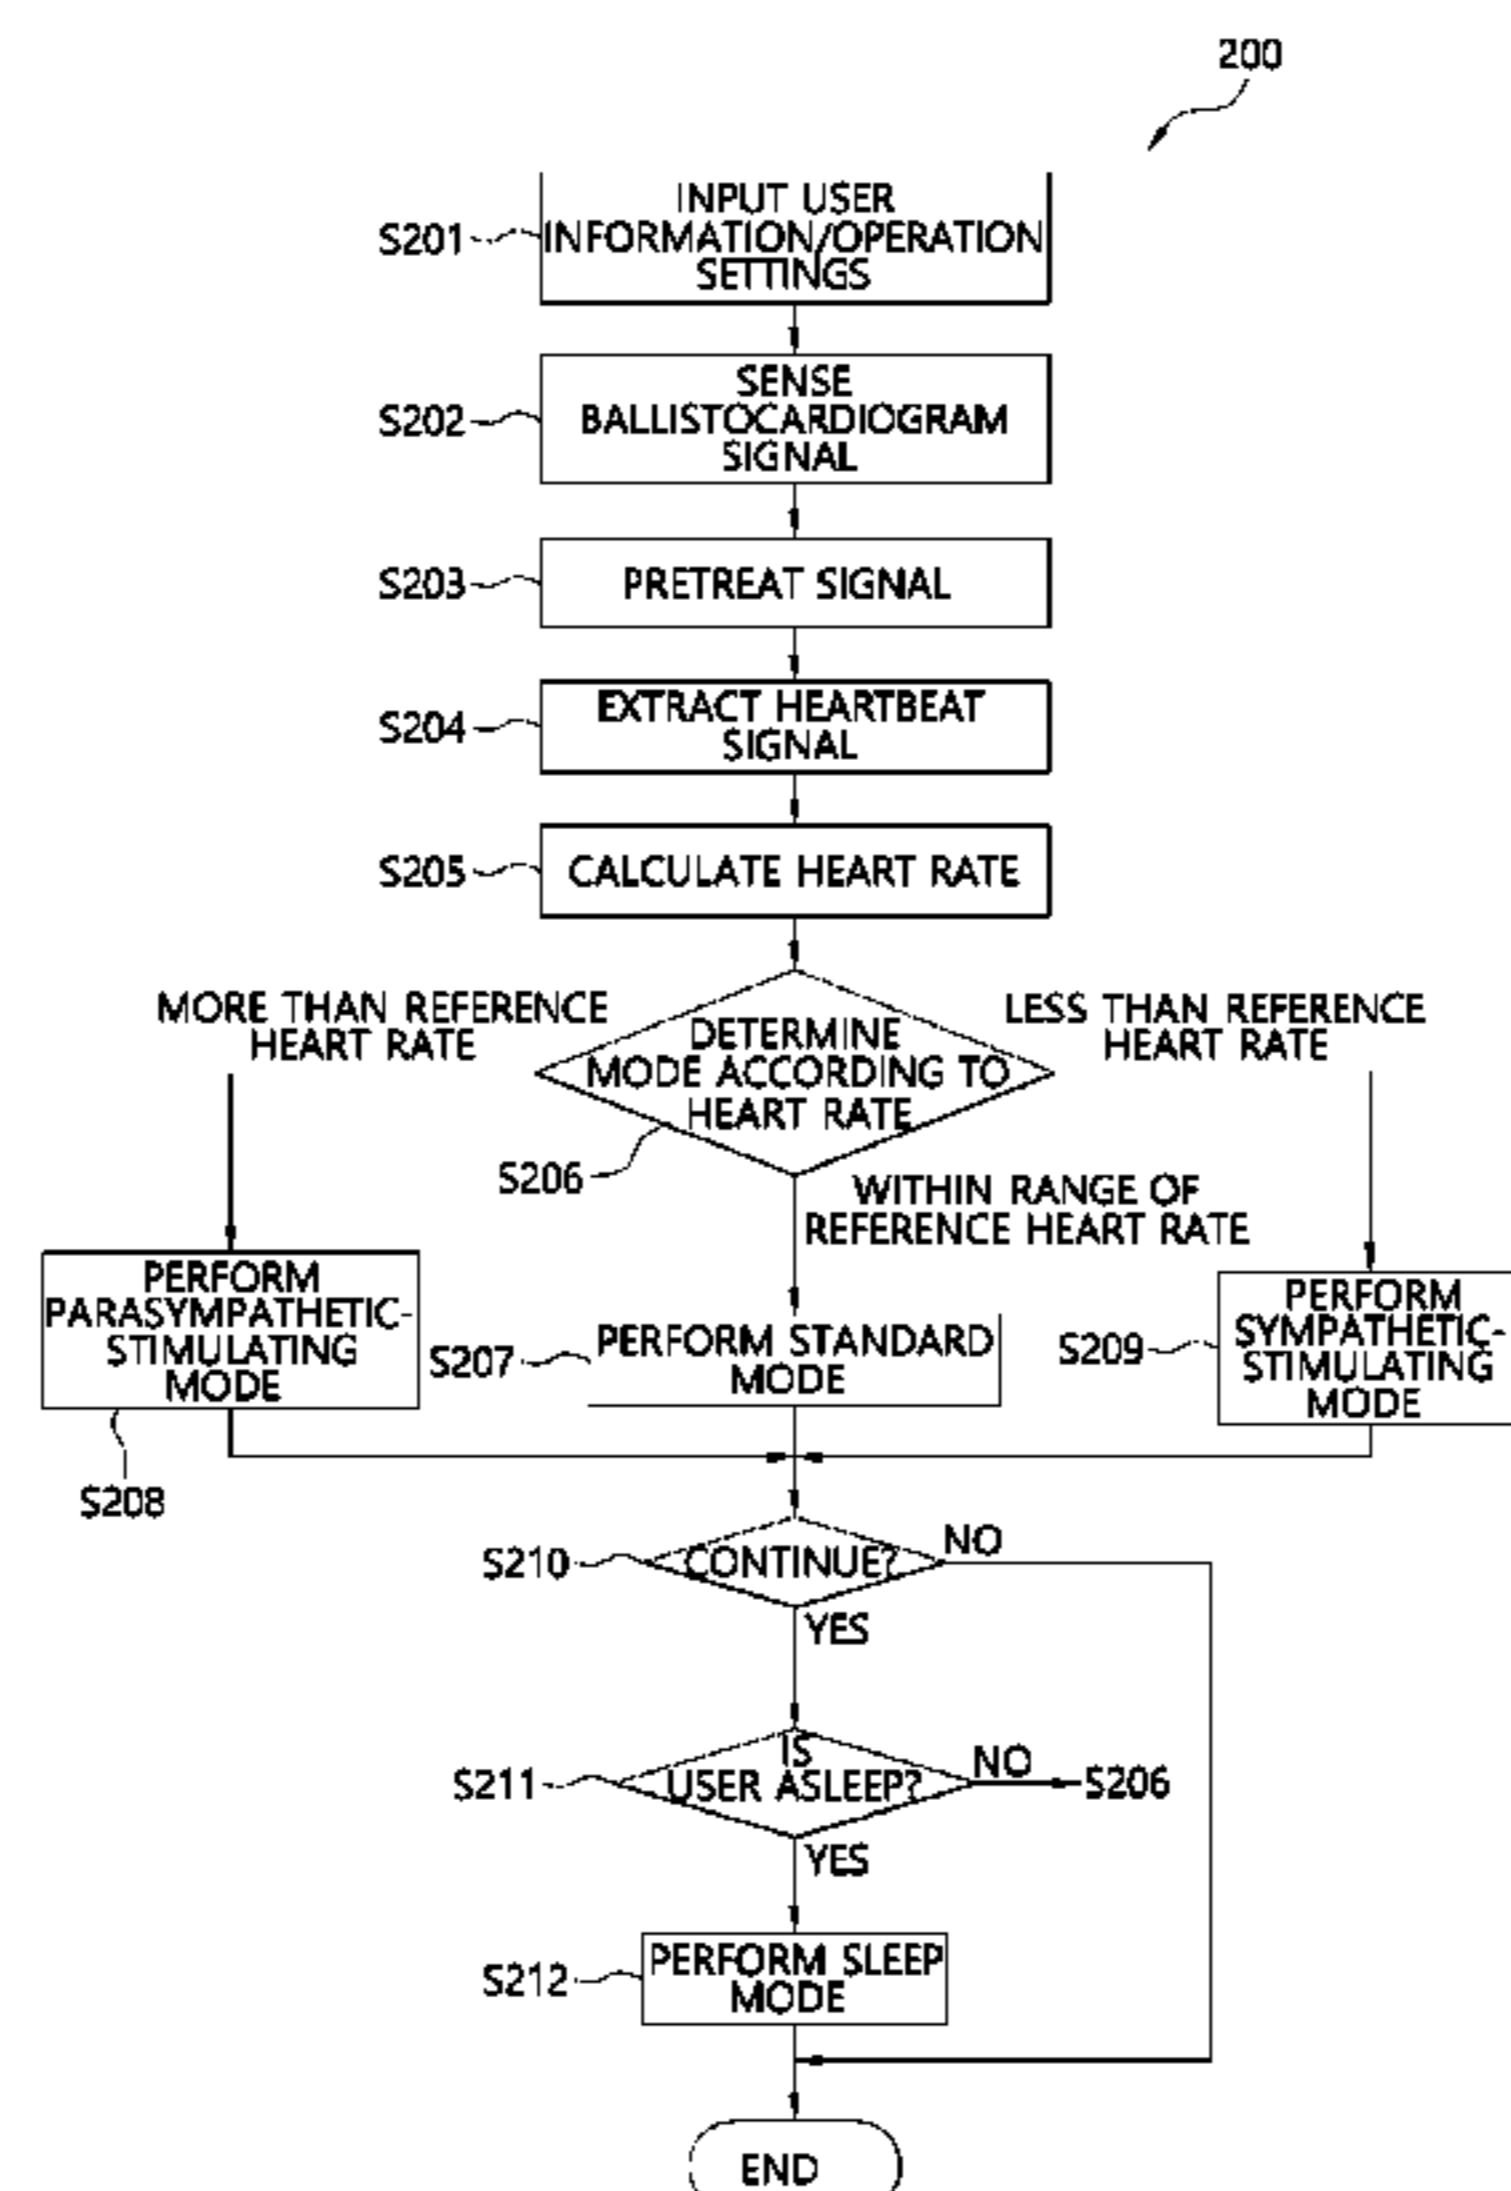 200
INPUT USER
S201 INFORMATION/OPERATION
SETTINGS
SENSE
S202 BALLISTOCARDIOGRAM
SIGNAL
S203 PRETREAT SIGNAL
EXTRACT HEARTBEAT
S204 SIGNAL
S205 CALCULATE HEART RATE
MORE THAN REFERENCE
HEART RATE
LESS THAN REFERENCE
HEART RATE
DETERMINE
MODE ACCORDING TO
HEART RATE
S206
WITHIN RANGE OF
REFERENCE HEART RATE
PERFORM
PARASYMPATHETIC-
STIMULATING
MODE
S208
S207 PERFORM STANDARD
MODE
PERFORM
SYMPATHETIC-
S209 STIMULATING
MODE
S210 CONTINUE? NO
YES
IS
S211 USER ASLEEP? NO S206
YES
PERFORM SLEEP
S212 MODE
END